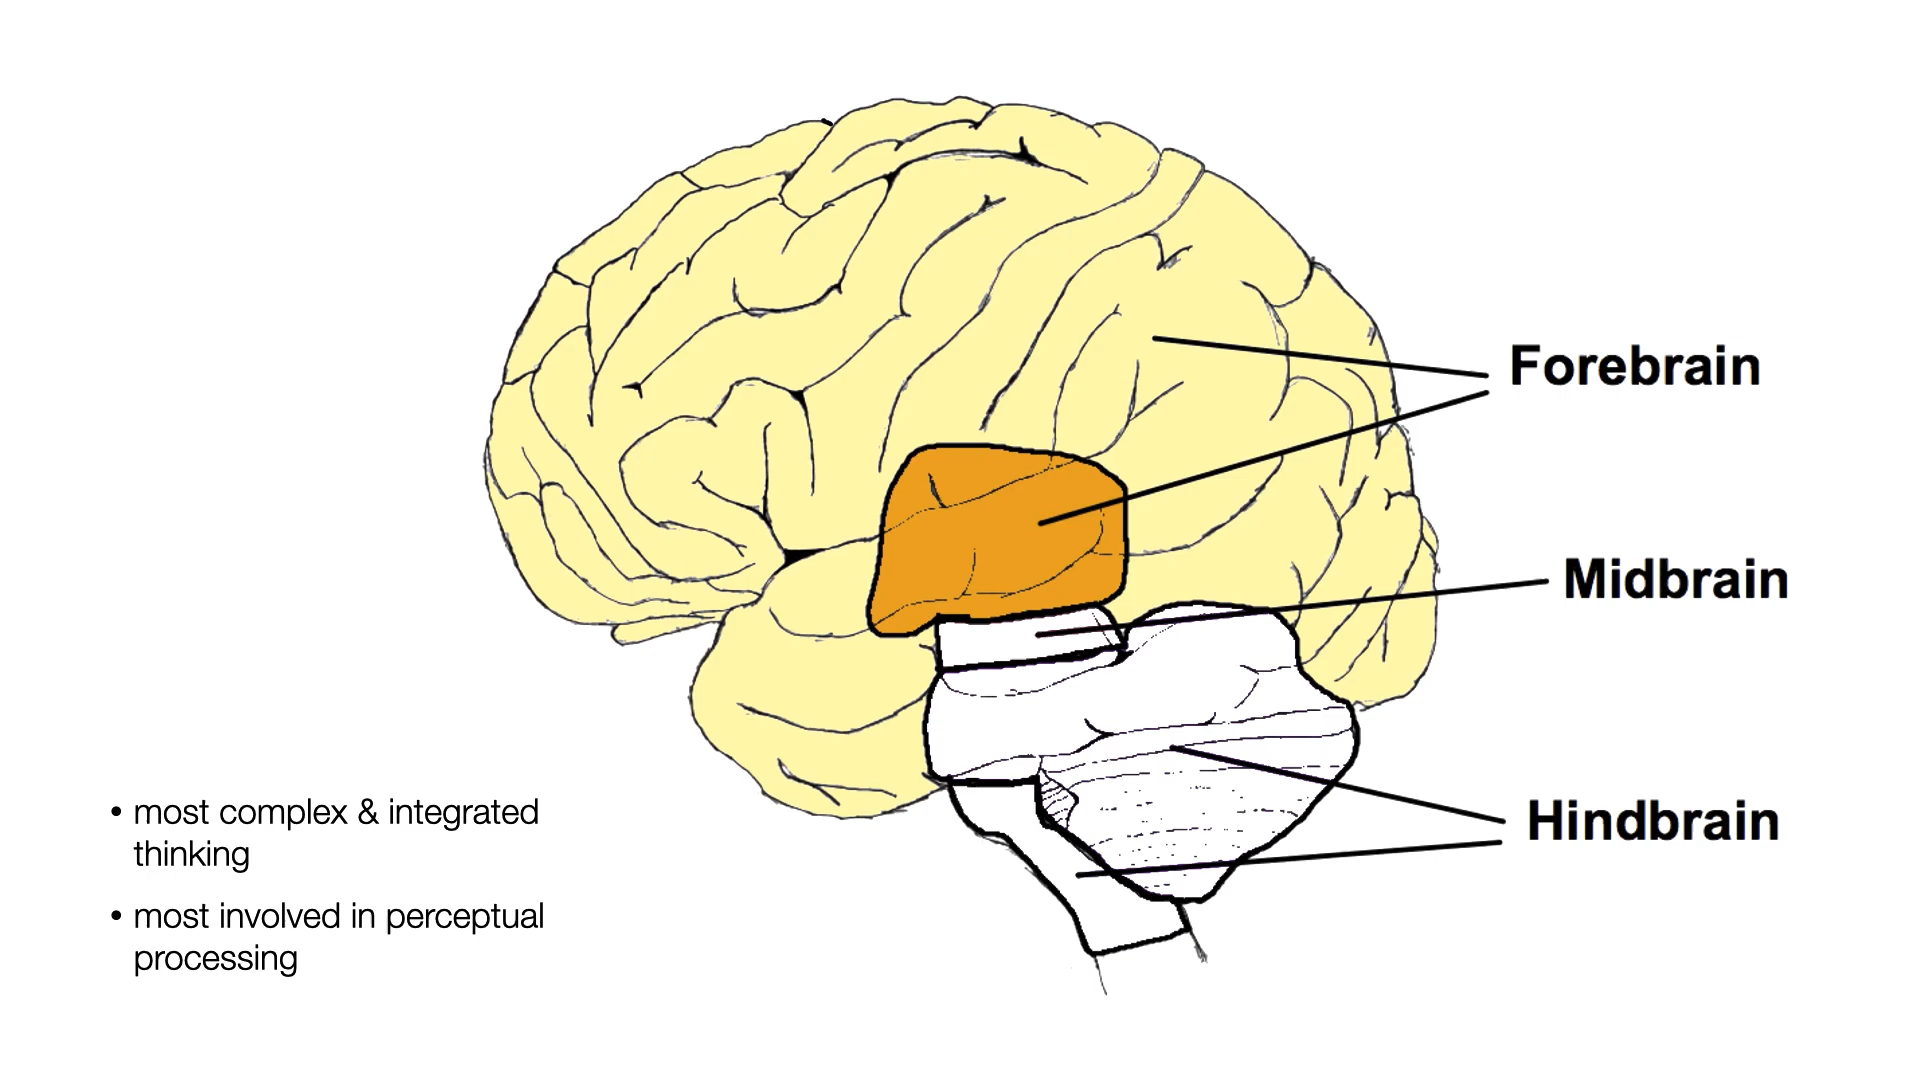 Forebrain
Midbrain
Hindbrain
• most complex & integrated
thinking
• most involved in perceptual
processing